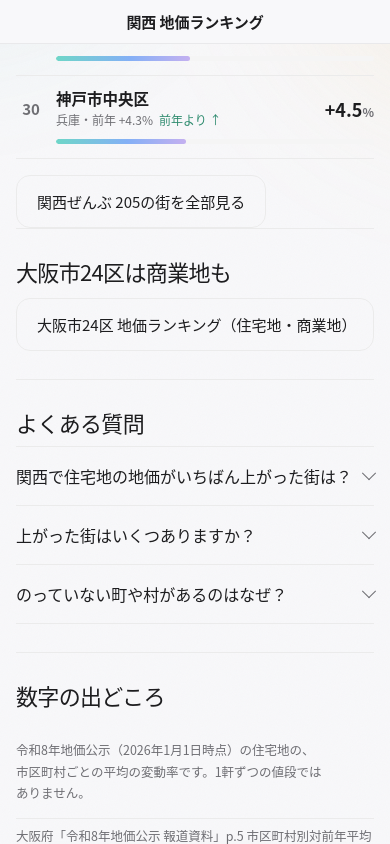 関西 地価ランキング
30
神戸市中央区
+4.5%
兵庫・前年 +4.3% 前年より ↑
関西ぜんぶ 205の街を全部見る
大阪市24区は商業地も
大阪市24区 地価ランキング（住宅地・商業地）
よくある質問
関西で住宅地の地価がいちばん上がった街は？
上がった街はいくつありますか？
のっていない町や村があるのはなぜ？
数字の出どころ
令和8年地価公示（2026年1月1日時点）の住宅地の、
市区町村ごとの平均の変動率です。1軒ずつの値段では
ありません。
大阪府「令和8年地価公示 報道資料」p.5 市区町村別対前年平均